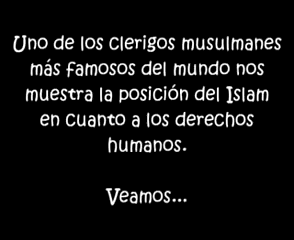 Uno de los clerigos musulmanes
más famosos del mundo nos
muestra la posición del Islam
en cuanto a los derechos
humanos.
Veamos...